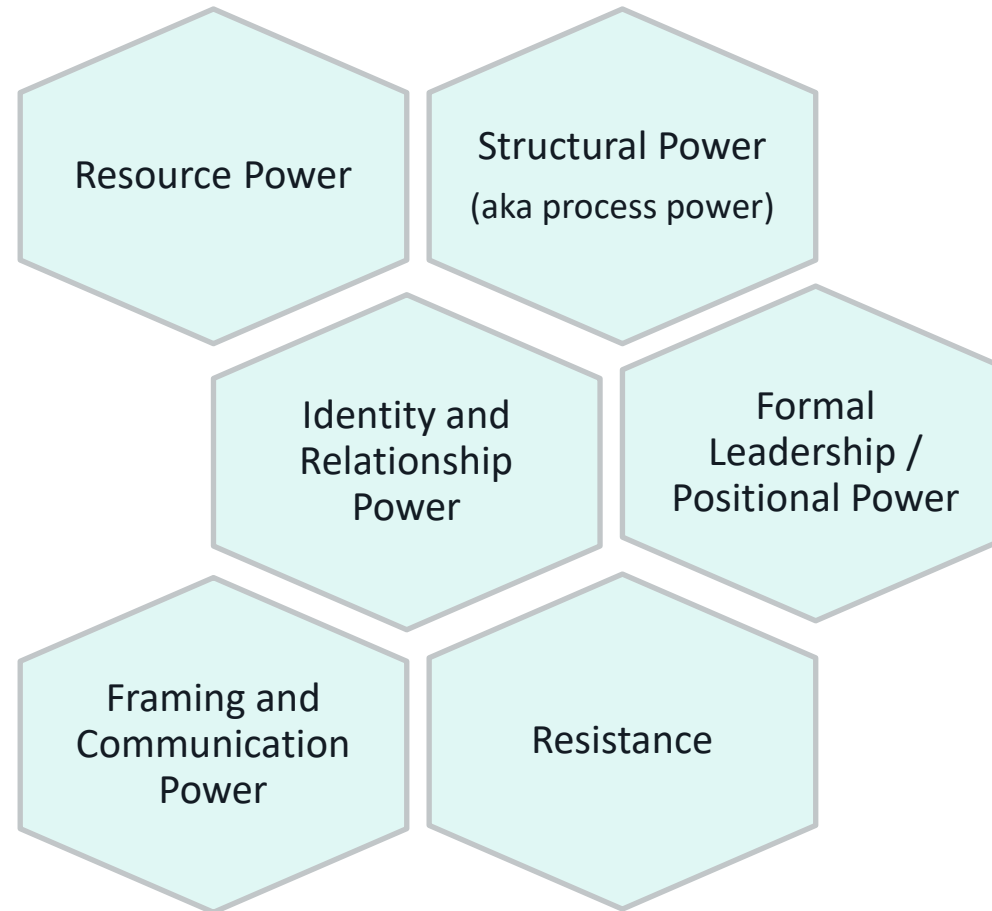 Resource Power
Structural Power
(aka process power)
Identity and
Relationship
Power
Formal
Leadership /
Positional Power
Framing and
Communication
Power
Resistance